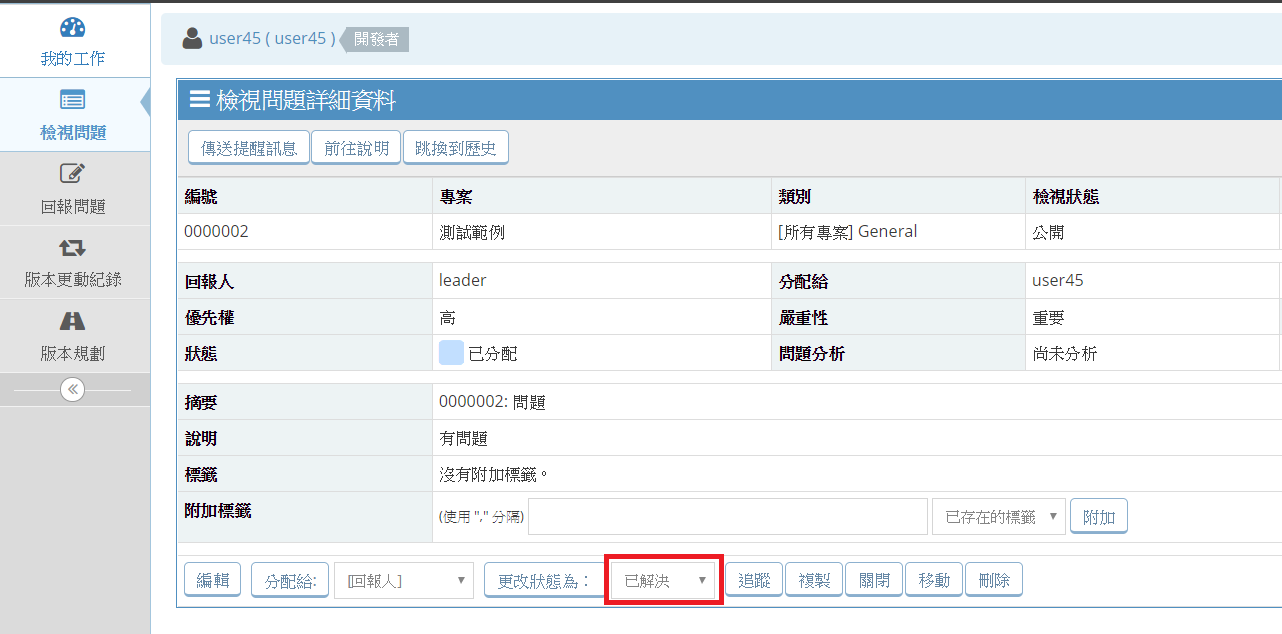 我的工作
檢視問題
回報問題
版本更動紀錄
版本規劃
user45 ( user45 ) 開發者
檢視問題詳細資料
傳送提醒訊息 前往說明 跳換到歷史
編號 專案 類別 檢視狀態
0000002 測試範例 [所有專案] General 公開
回報人 leader 分配給 user45
優先權 高 嚴重性 重要
狀態 已分配 問題分析 尚未分析
摘要 0000002: 問題
說明 有問題
標籤 沒有附加標籤。
附加標籤 (使用 "," 分隔) 已存在的標籤 附加
編輯 分配給: [回報人] 更改狀態為： 已解決 追蹤 複製 關閉 移動 刪除